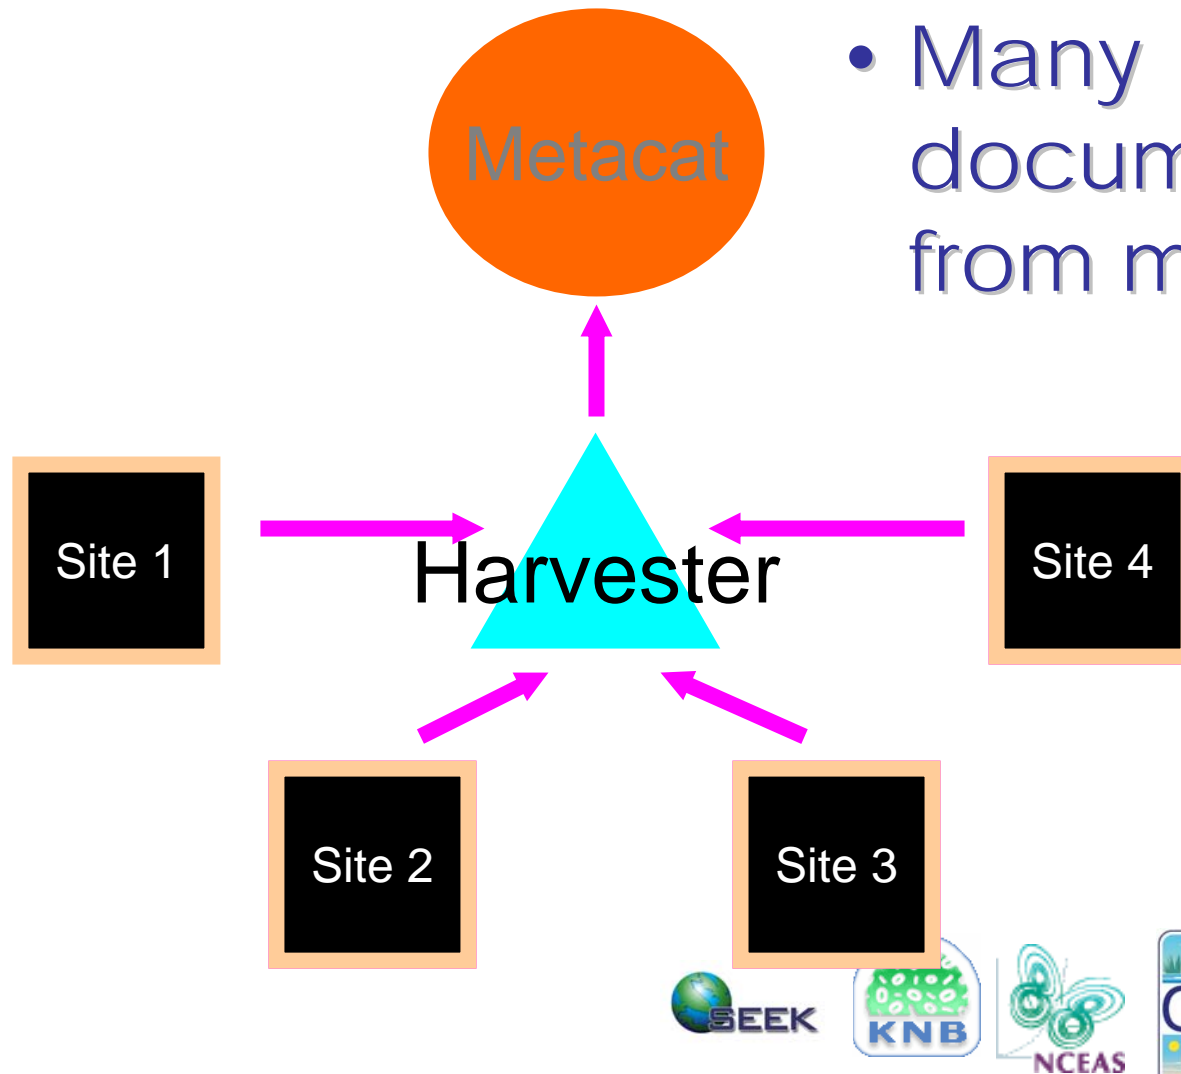 Metacat
• Many
docum
from m
Harvester
Site 1
Site 4
Site 2
Site 3
SEEK
KNB
NCEAS